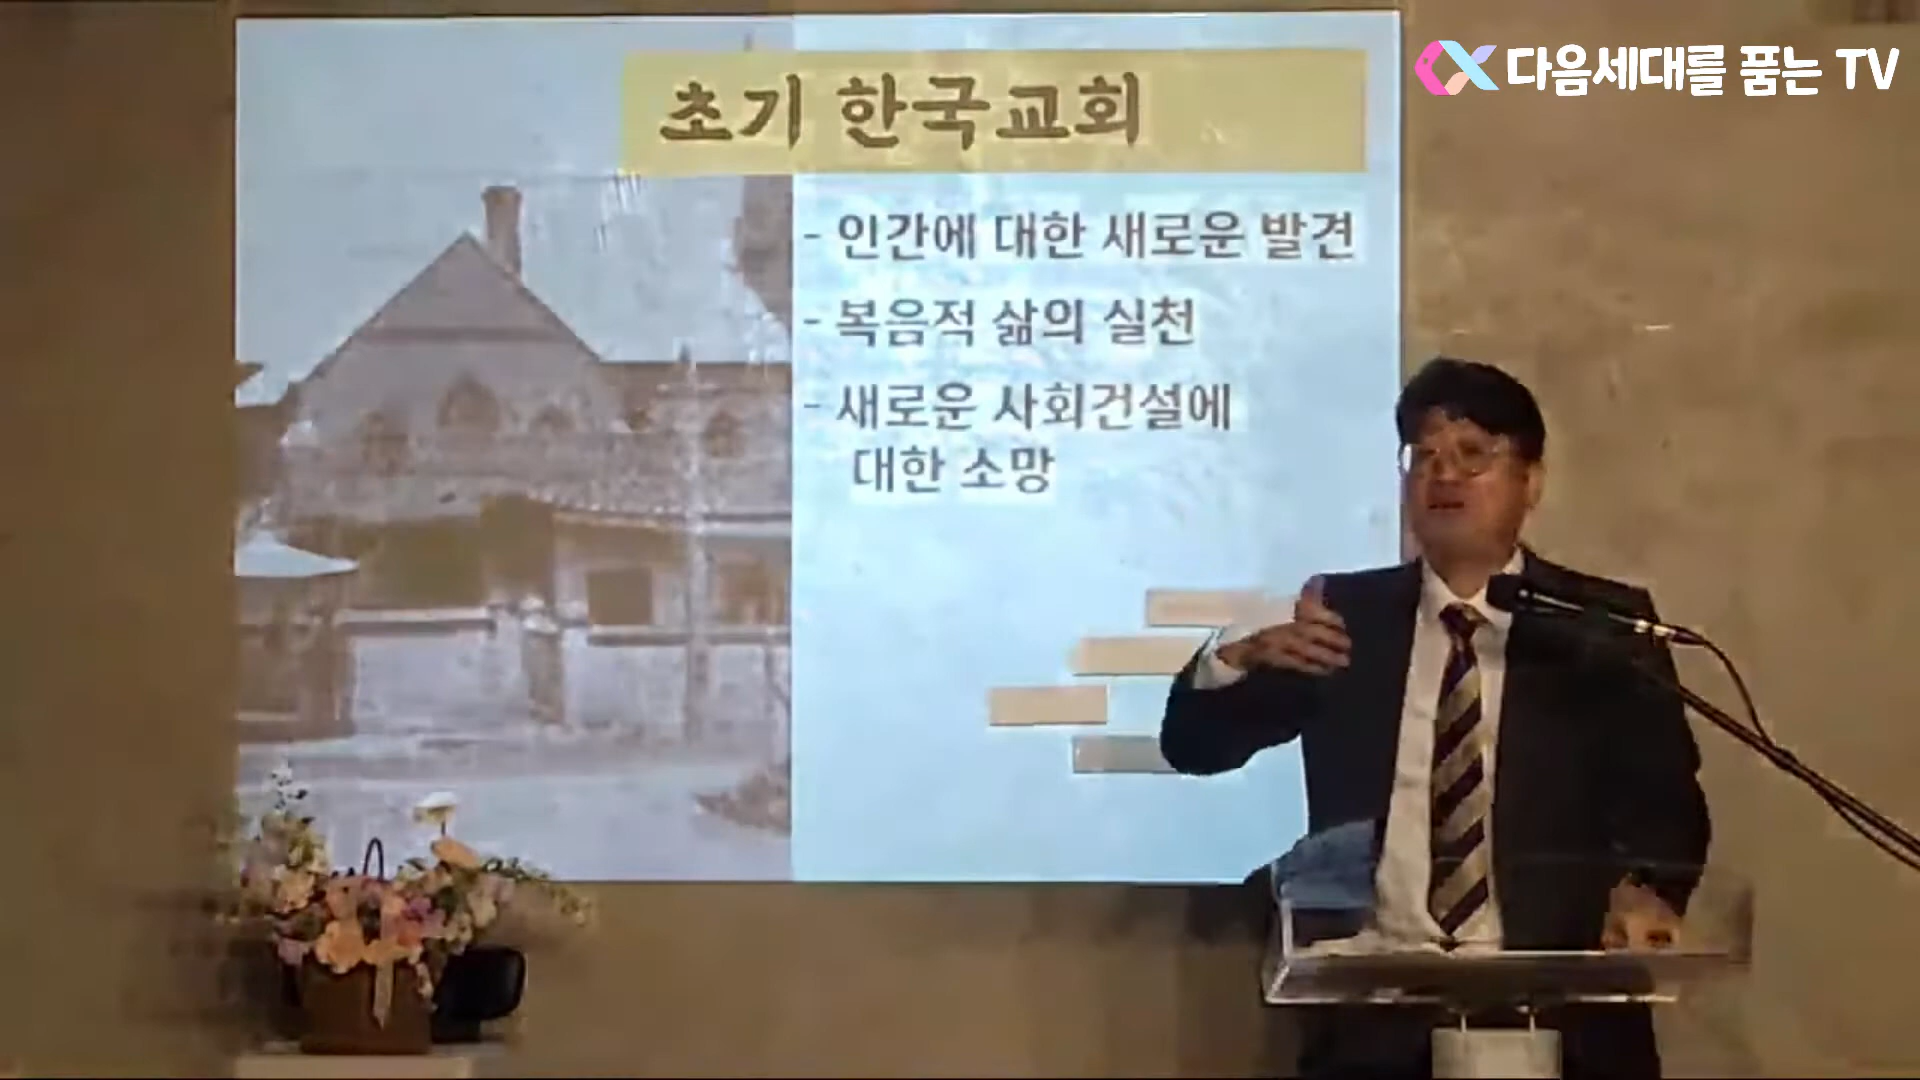 다음세대를 품는 TV
초기 한국교회
- 인간에 대한 새로운 발견
- 복음적 삶의 실천
- 새로운 사회건설에
대한 소망